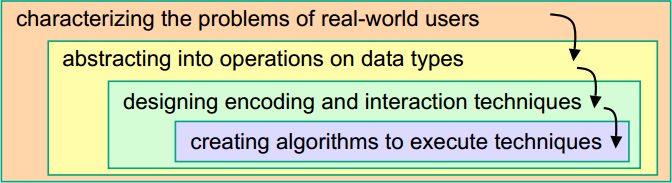 characterizing the problems of real-world users
abstracting into operations on data types
designing encoding and interaction techniques
creating algorithms to execute techniques